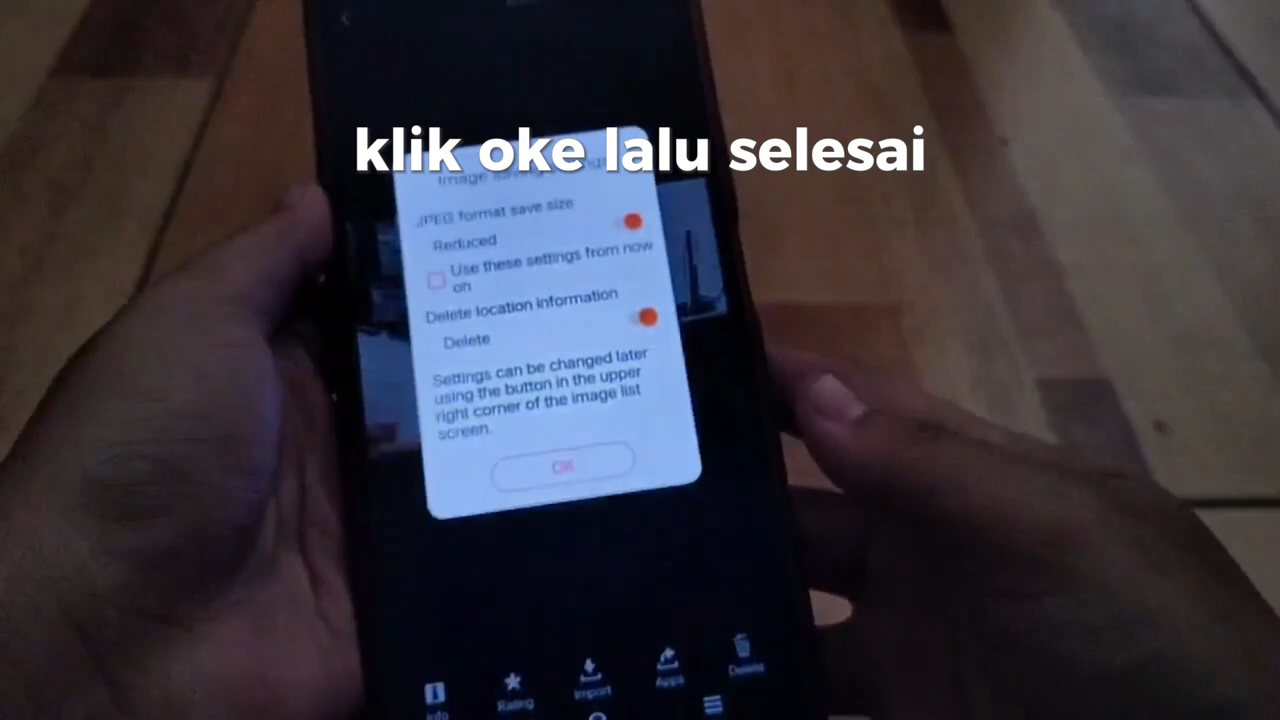 klik oke lalu selesai
Image
JPEG format save size
Reduced
Use these settings from now
on
Delete location information
Delete
Settings can be changed later
using the button in the upper
right corner of the image list
screen.
OK
Info
Rating
Import
Apps
Delete